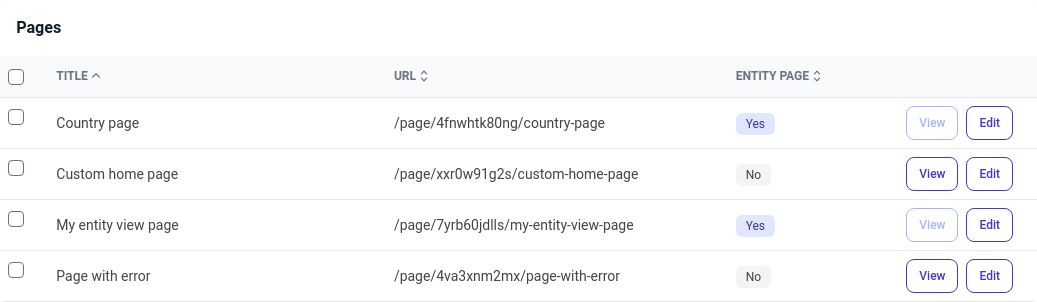 Pages
TITLE URL ENTITY PAGE
Country page /page/4fnwhtk80ng/country-page Yes View Edit
Custom home page /page/xxr0w91g2s/custom-home-page No View Edit
My entity view page /page/7yrb60jdlls/my-entity-view-page Yes View Edit
Page with error /page/4va3xnm2mx/page-with-error No View Edit